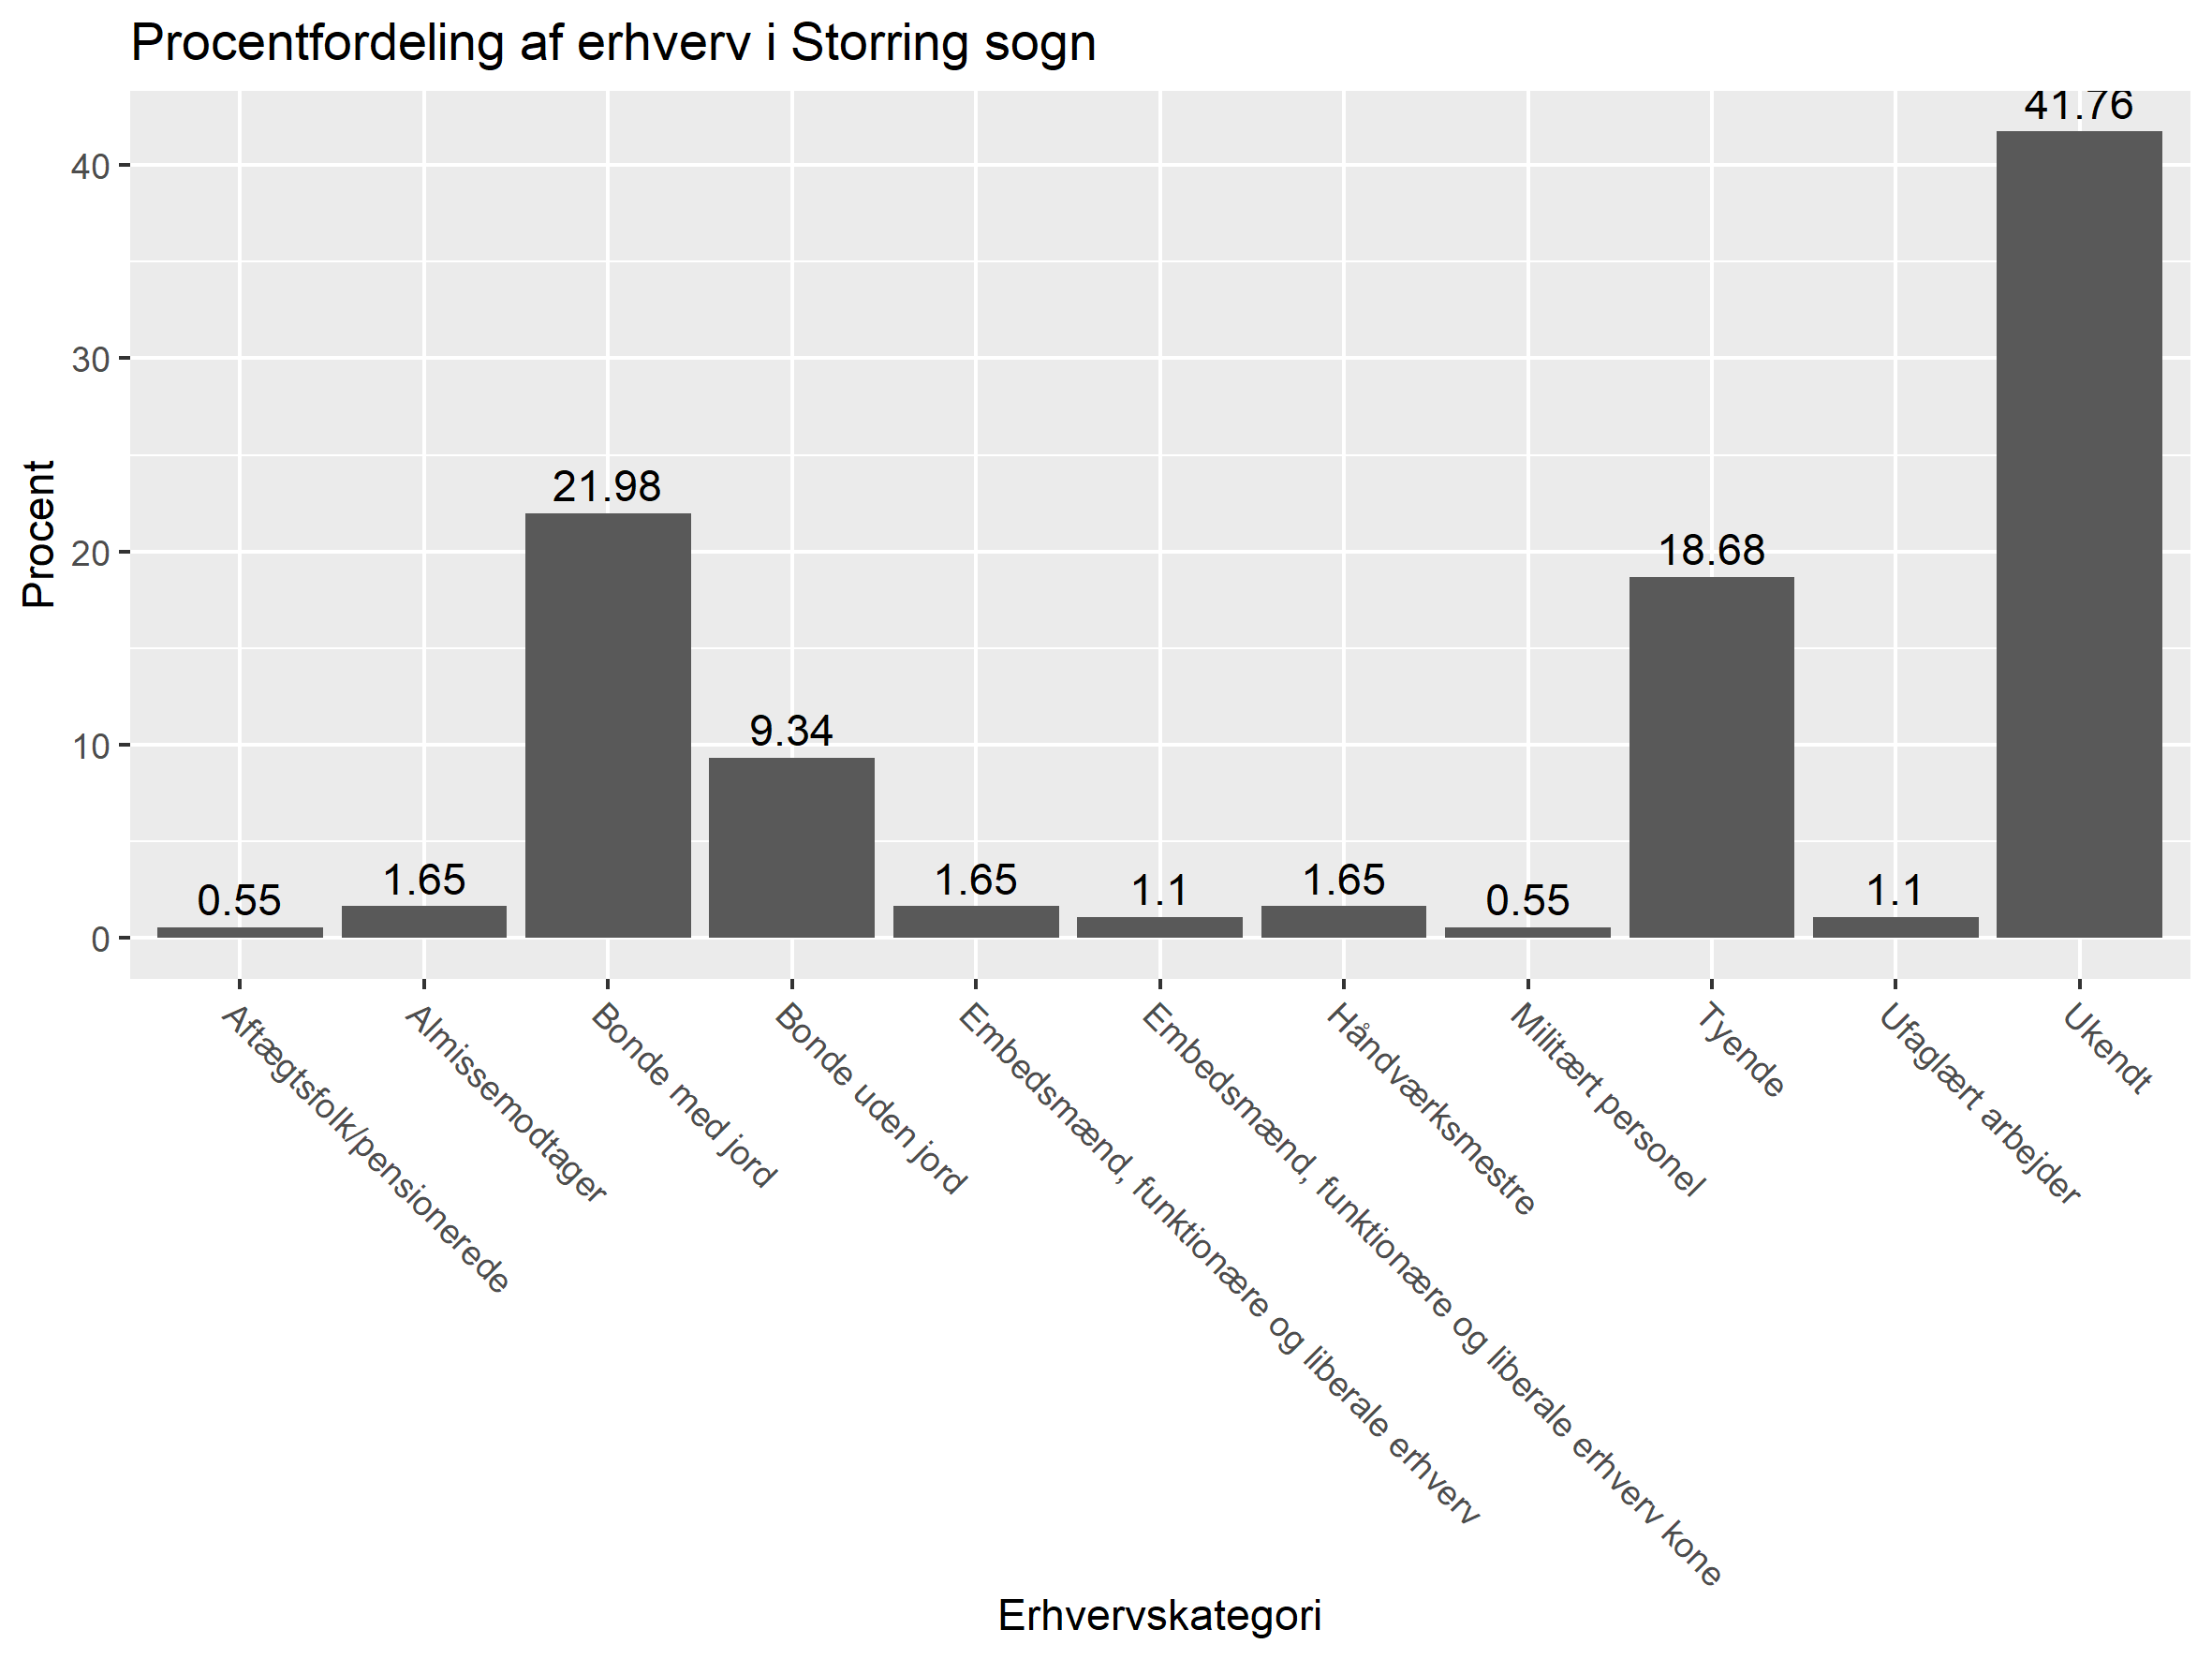 Procentfordeling af erhverv i Storring sogn
Procent
40
30
20
10
0
0.55
1.65
21.98
9.34
1.65
1.1
1.65
0.55
18.68
1.1
41.76
Aftægtsfolk/pensionerede
Almissemodtager
Bonde med jord
Bonde uden jord
Embedsmænd, funktionære og liberale erhverv
Embedsmænd, funktionære og liberale erhverv kone
Håndværksmestre
Militært personel
Tyende
Ufaglært arbejder
Ukendt
Erhvervskategori